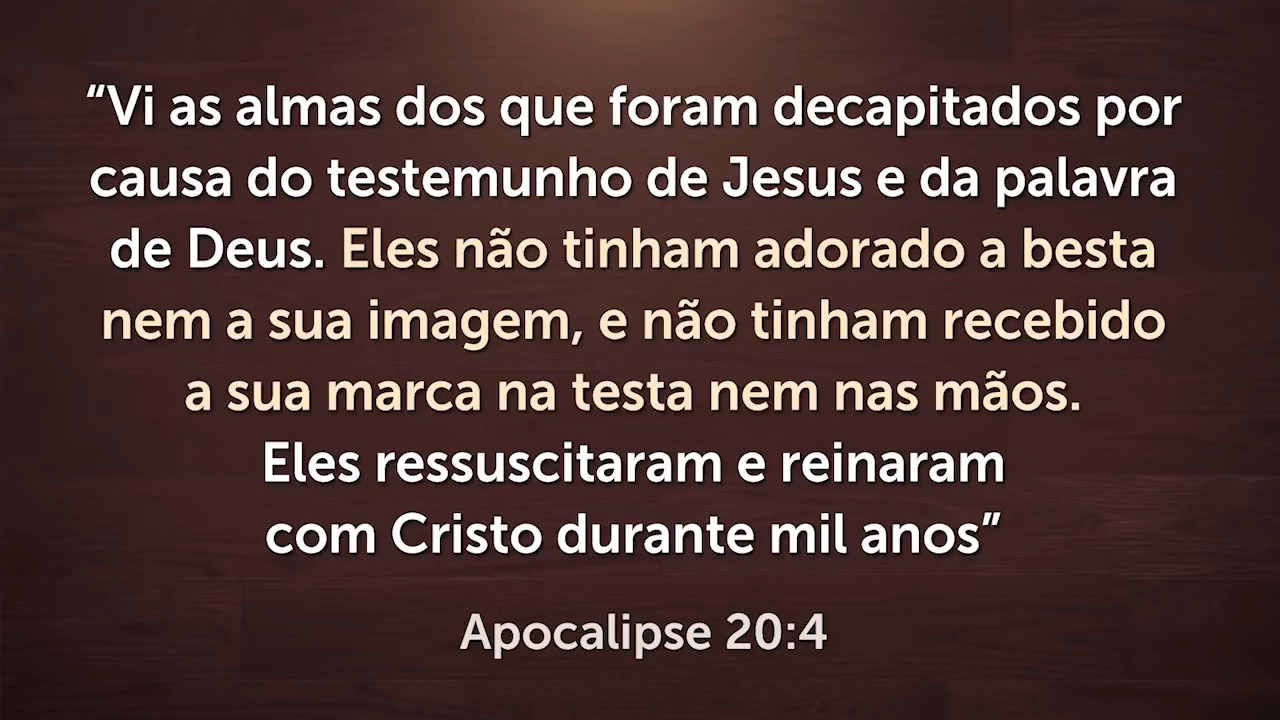 “Vi as almas dos que foram decapitados por
causa do testemunho de Jesus e da palavra
de Deus. Eles não tinham adorado a besta
nem a sua imagem, e não tinham recebido
a sua marca na testa nem nas mãos.
Eles ressuscitaram e reinaram
com Cristo durante mil anos”
Apocalipse 20:4